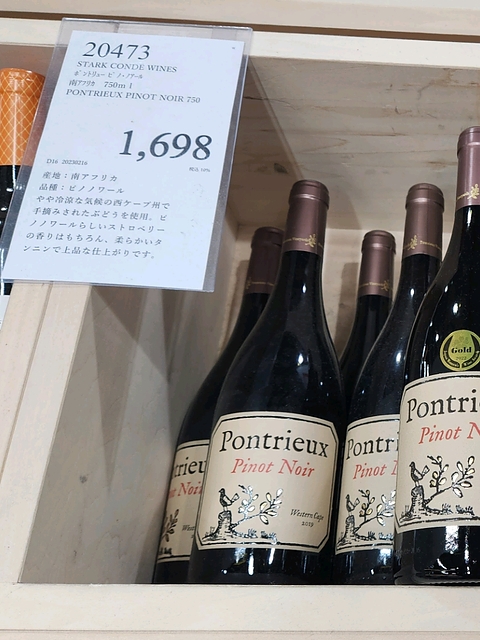 20473
STARK CONDE WINES
ポントリュー ピノ・ノアール
南アフリカ 750ml
PONTRIEUX PINOT NOIR 750
1,698
D16 20230216
税込 10%
産地：南アフリカ
品種：ピノノワール
やや冷涼な気候の西ケープ州で
手摘みされたぶどうを使用。ピ
ノノワールらしいストロベリー
の香りはもちろん、柔らかいタ
ンニンで上品な仕上がりです。
Pontrieux
Pinot Noir
Western Cape
2019
trieu
t Noir
We
Pontri
Pinot N
Gold
Pontri
Pinot N